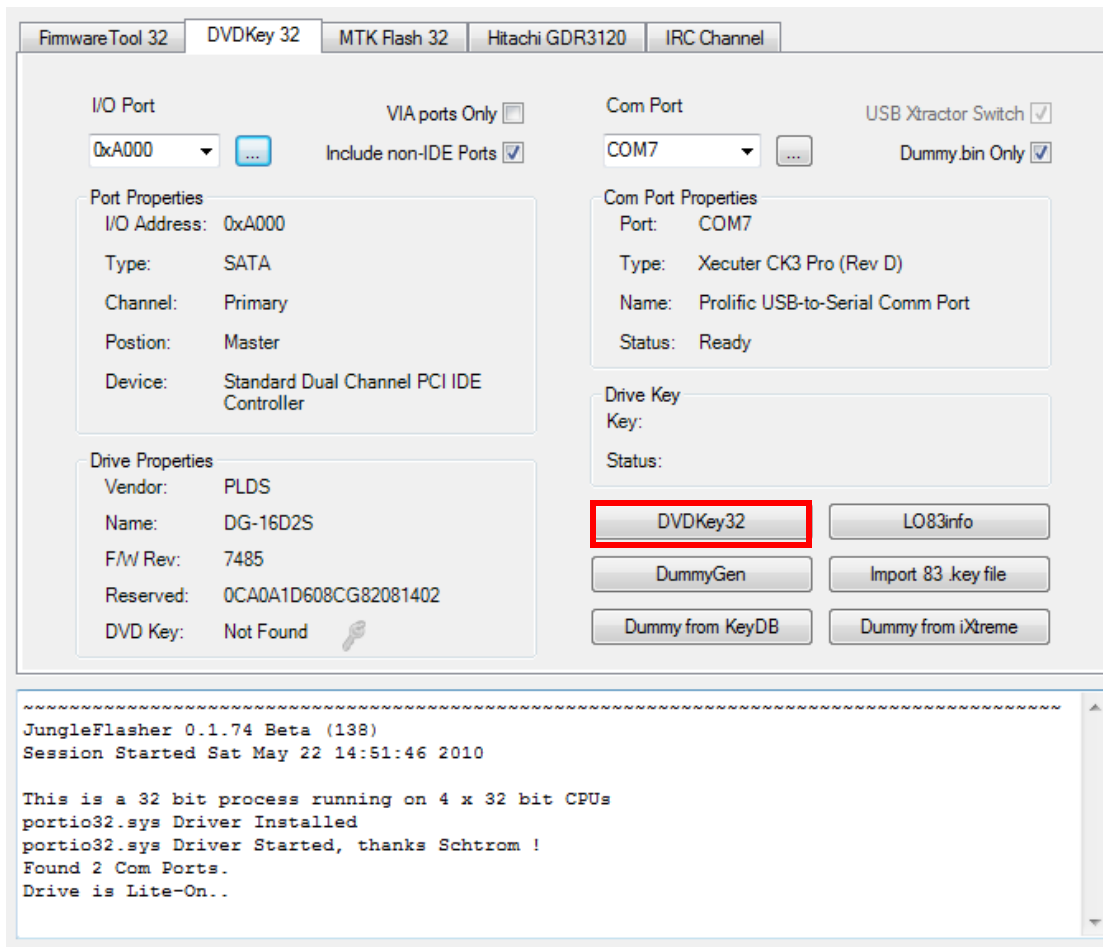 FirmwareTool 32 DVDKey 32 MTK Flash 32 Hitachi GDR3120 IRC Channel
I/O Port
VIA ports Only
0xA000 ... Include non-IDE Ports
Port Properties
I/O Address: 0xA000
Type: SATA
Channel: Primary
Postion: Master
Device: Standard Dual Channel PCI IDE
Controller
Drive Properties
Vendor: PLDS
Name: DG-16D2S
F/W Rev: 7485
Reserved: 0CA0A1D608CG82081402
DVD Key: Not Found
Com Port
USB Xtractor Switch
COM7 ... Dummy.bin Only
Com Port Properties
Port: COM7
Type: Xecuter CK3 Pro (Rev D)
Name: Prolific USB-to-Serial Comm Port
Status: Ready
Drive Key
Key:
Status:
DVDKey32 LO83info
DummyGen Import 83 .key file
Dummy from KeyDB Dummy from iXtreme
~~~~~~~~~~~~~~~~~~~~~~~~~~~~~~~~~~~~~~~~~~~~~~~~~~~~~~~~~~~~~~~~~~~~~~~~~~~~~~~~~~~~~~~~~
JungleFlasher 0.1.74 Beta (138)
Session Started Sat May 22 14:51:46 2010
This is a 32 bit process running on 4 x 32 bit CPUs
portio32.sys Driver Installed
portio32.sys Driver Started, thanks Schtrom !
Found 2 Com Ports.
Drive is Lite-On..